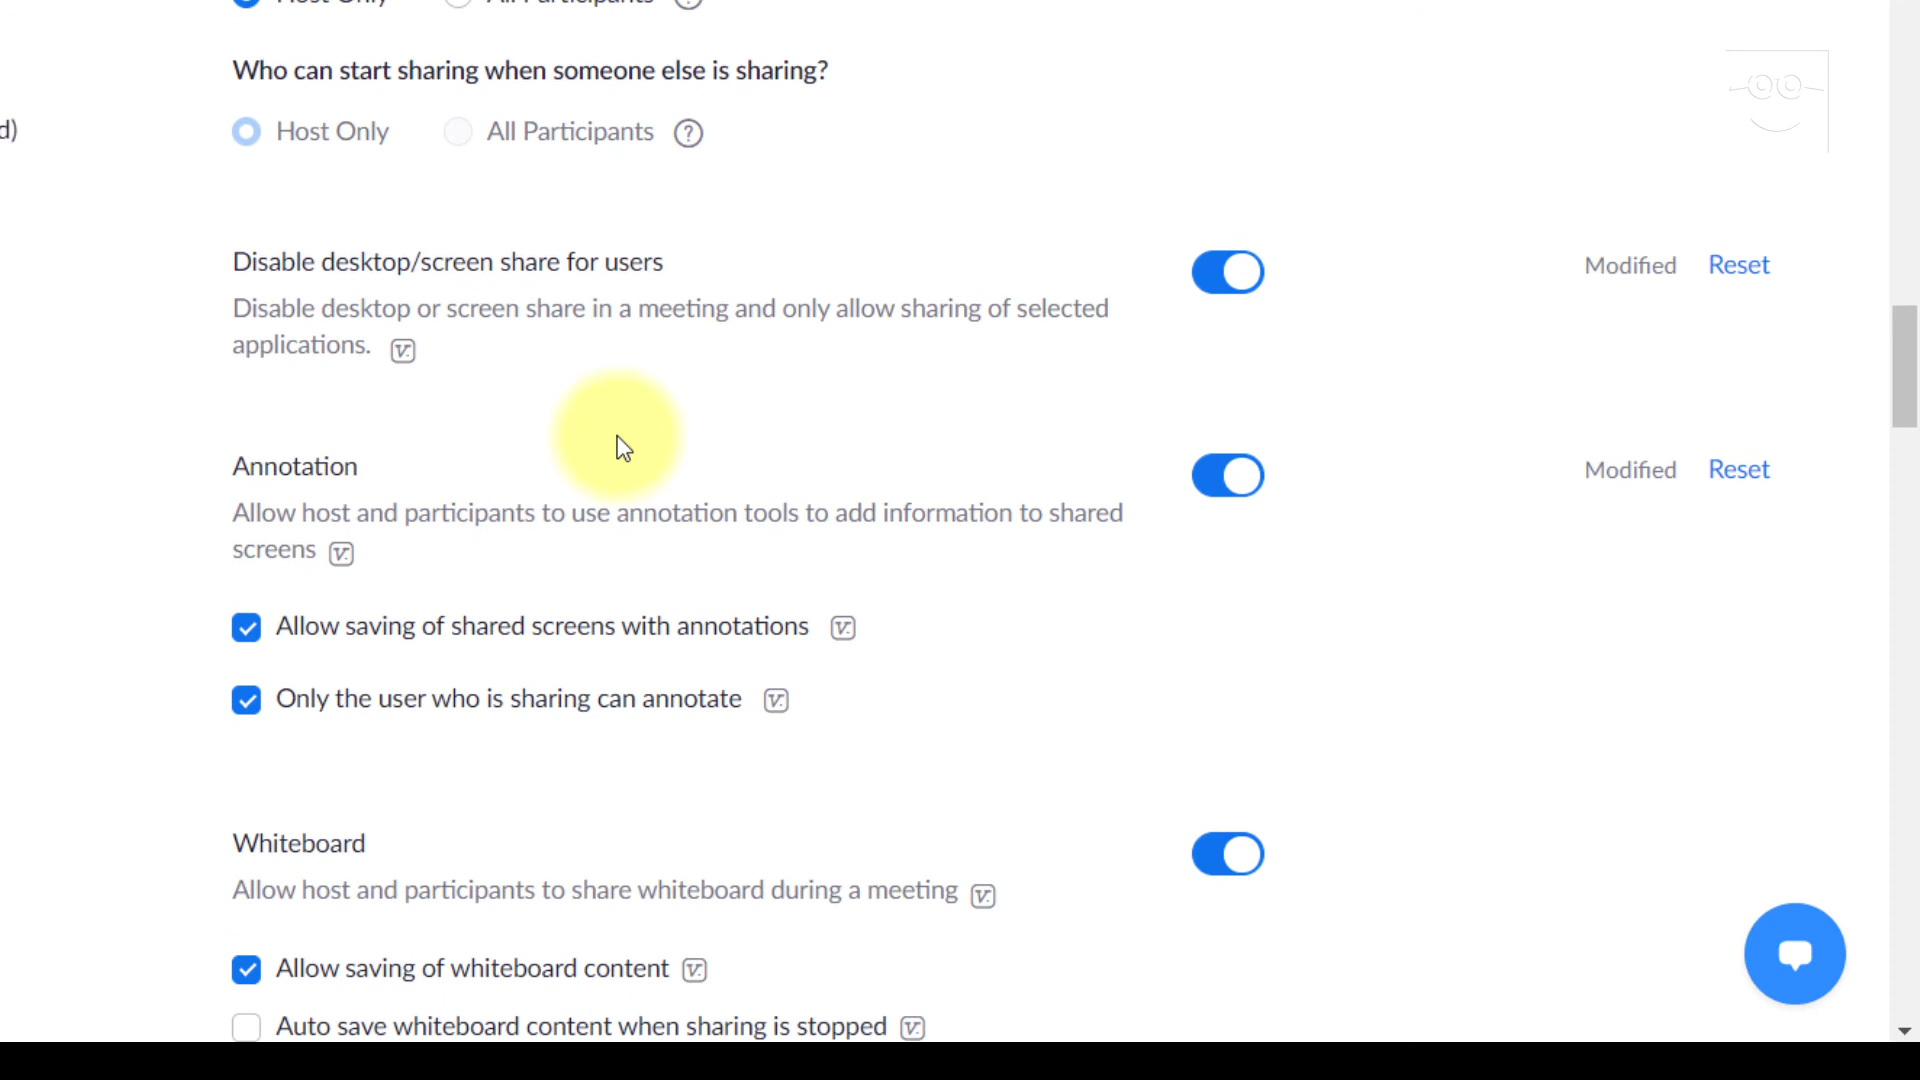 Host Only All Participants ?
Who can start sharing when someone else is sharing?
d)
Host Only All Participants ?
Disable desktop/screen share for users
Modified Reset
Disable desktop or screen share in a meeting and only allow sharing of selected
applications. v:
Annotation
Modified Reset
Allow host and participants to use annotation tools to add information to shared
screens v:
Allow saving of shared screens with annotations v:
Only the user who is sharing can annotate v:
Whiteboard
Allow host and participants to share whiteboard during a meeting v:
Allow saving of whiteboard content v:
Auto save whiteboard content when sharing is stopped v: